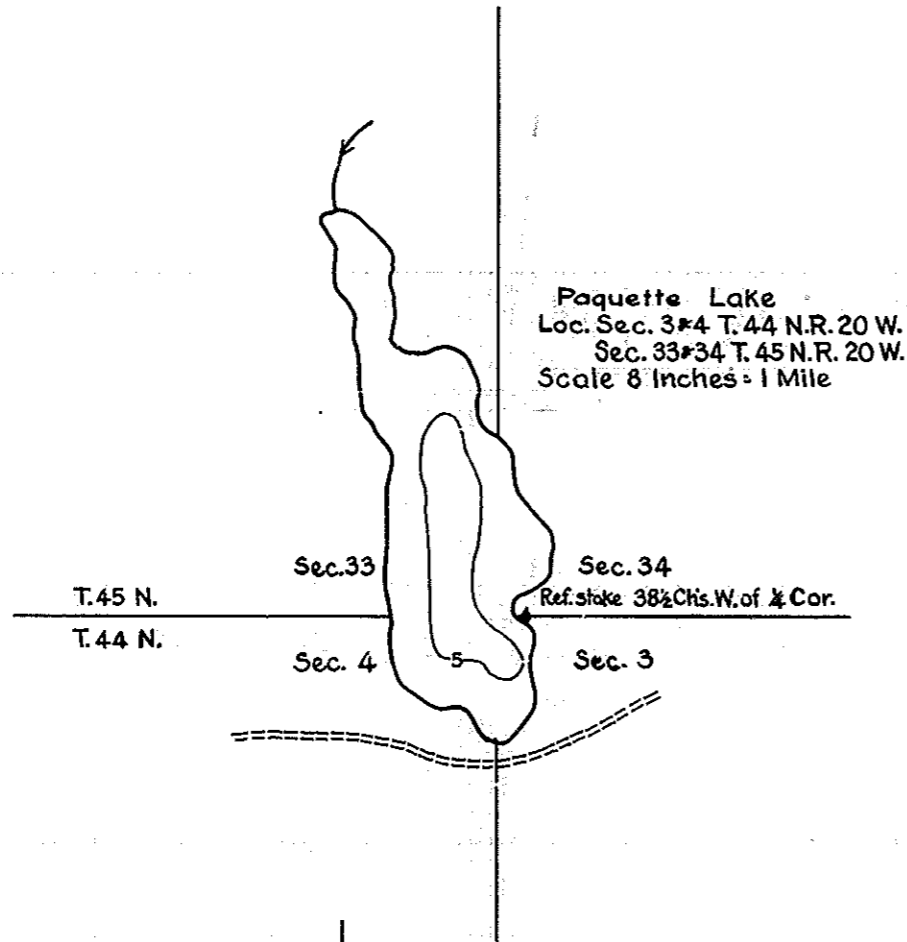 Paquette Lake
Loc. Sec. 3&4 T. 44 N.R. 20 W.
Sec. 33&34 T. 45 N.R. 20 W.
Scale 8 Inches = 1 Mile
Sec. 33
Sec. 34
T. 45 N.
Ref. stake 38½ Chs. W. of ¼ Cor.
T. 44 N.
Sec. 4
5
Sec. 3